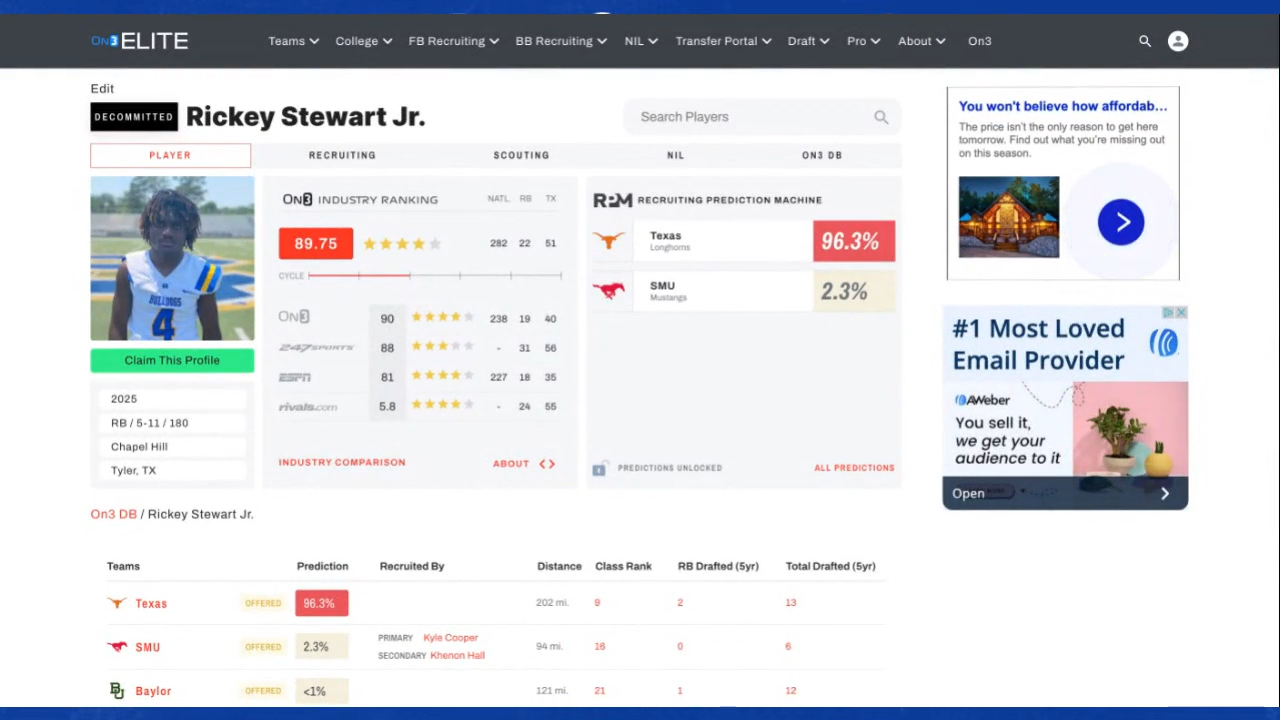 On3 ELITE Teams College FB Recruiting BB Recruiting NIL Transfer Portal Draft Pro About On3
Edit
DECOMMITTED Rickey Stewart Jr.
Search Players
PLAYER RECRUITING SCOUTING NIL ON3 DB
BULLDOGS
4
Claim This Profile
2025
RB / 5-11 / 180
Chapel Hill
Tyler, TX
On3 INDUSTRY RANKING NATL. RB TX
89.75 282 22 51
CYCLE
On3 90 238 19 40
247SPORTS 88 - 31 56
ESPN 81 227 18 35
rivals.com 5.8 - 24 55
INDUSTRY COMPARISON ABOUT
RPM RECRUITING PREDICTION MACHINE
Texas
Longhorns
96.3%
SMU
Mustangs
2.3%
PREDICTIONS UNLOCKED ALL PREDICTIONS
You won't believe how affordab...
The price isn't the only reason to get here
tomorrow. Find out what you're missing out
on this season.
#1 Most Loved
Email Provider
AWeber
You sell it,
we get your
audience to it
Open
On3 DB / Rickey Stewart Jr.
Teams Prediction Recruited By Distance Class Rank RB Drafted (5yr) Total Drafted (5yr)
Texas OFFERED 96.3% 202 mi. 9 2 13
SMU OFFERED 2.3% PRIMARY Kyle Cooper 94 mi. 16 0 6
SECONDARY Khenon Hall
Baylor OFFERED <1% 121 mi. 21 1 12